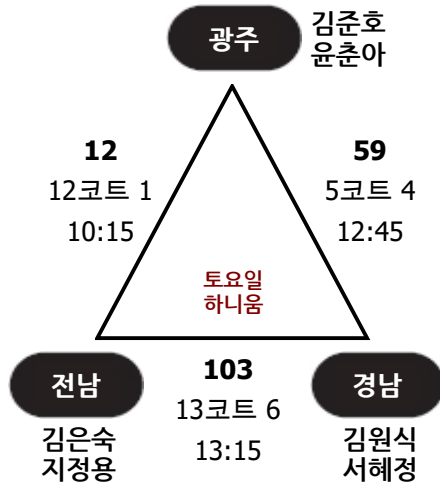 광주
김준호
윤춘아
12
12코트 1
10:15
59
5코트 4
12:45
토요일
하니움
전남
김은숙
지정용
103
13코트 6
13:15
경남
김원식
서혜정